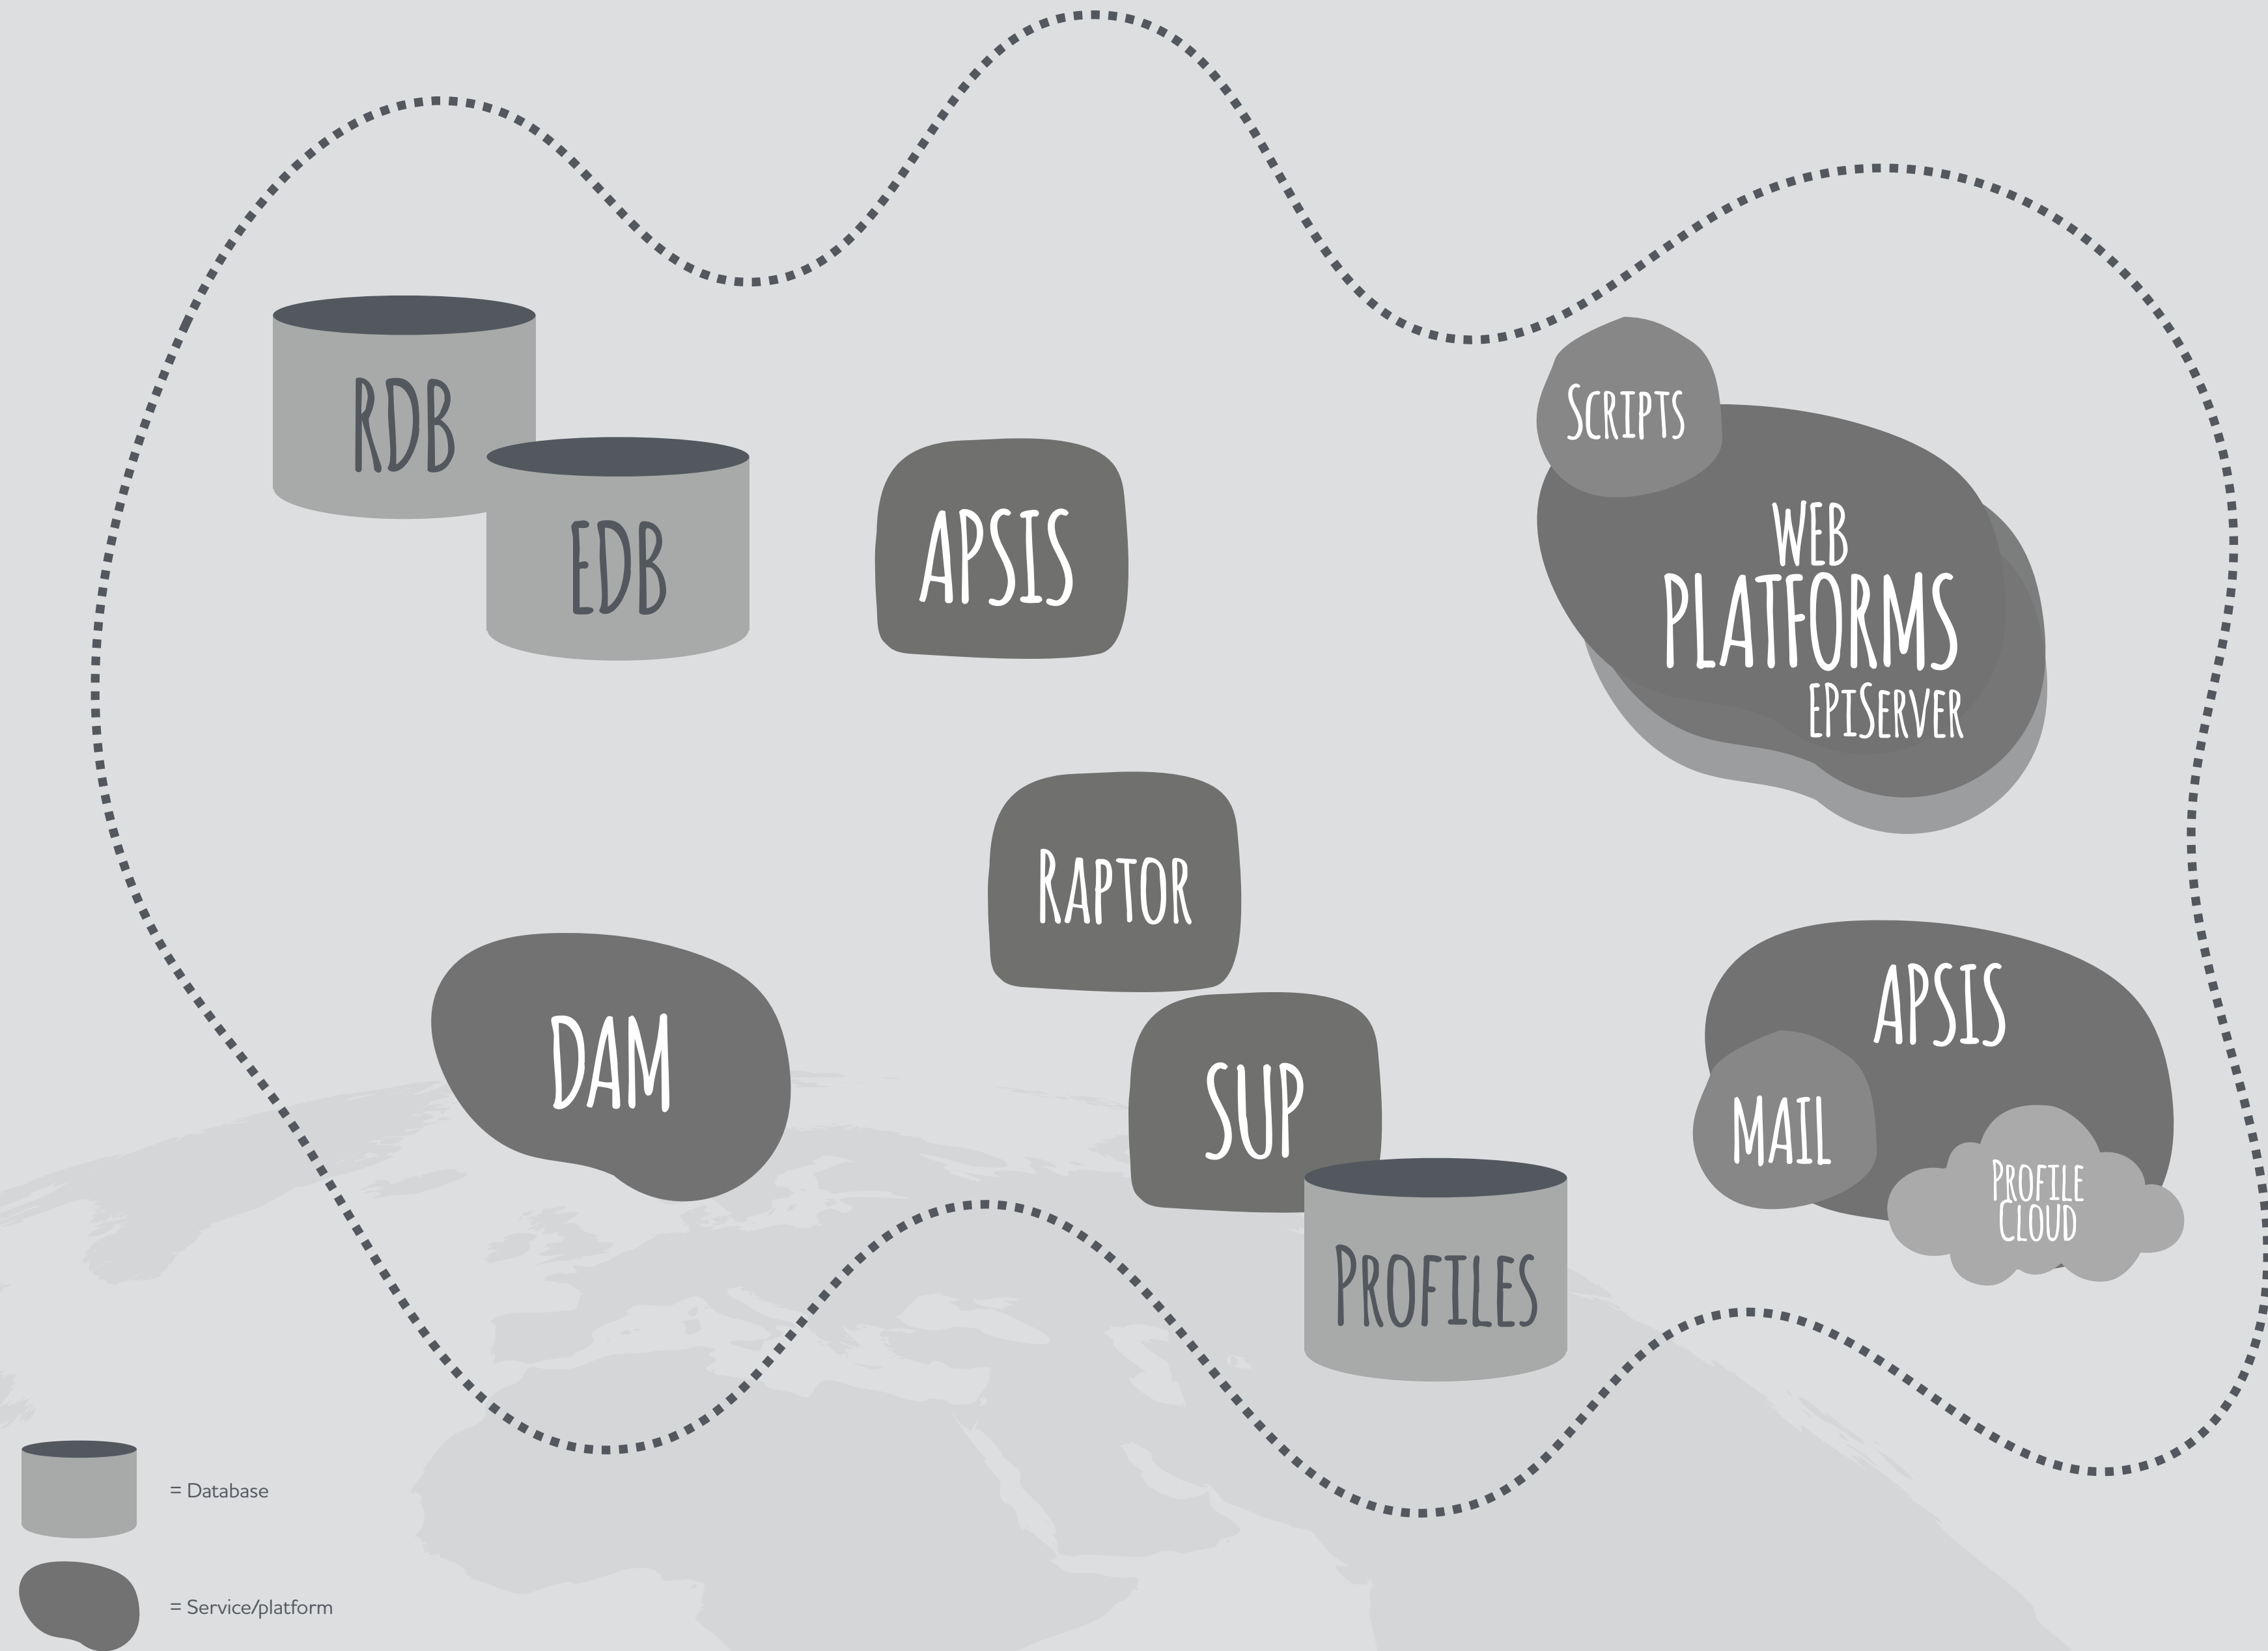 RDB
EDB
APSIS
SCRIPTS
WEB
PLATFORMS
EPISERVER
RAPTOR
DAM
SUP
PROFILES
APSIS
MAIL
PROFILE
CLOUD
= Database
= Service/platform